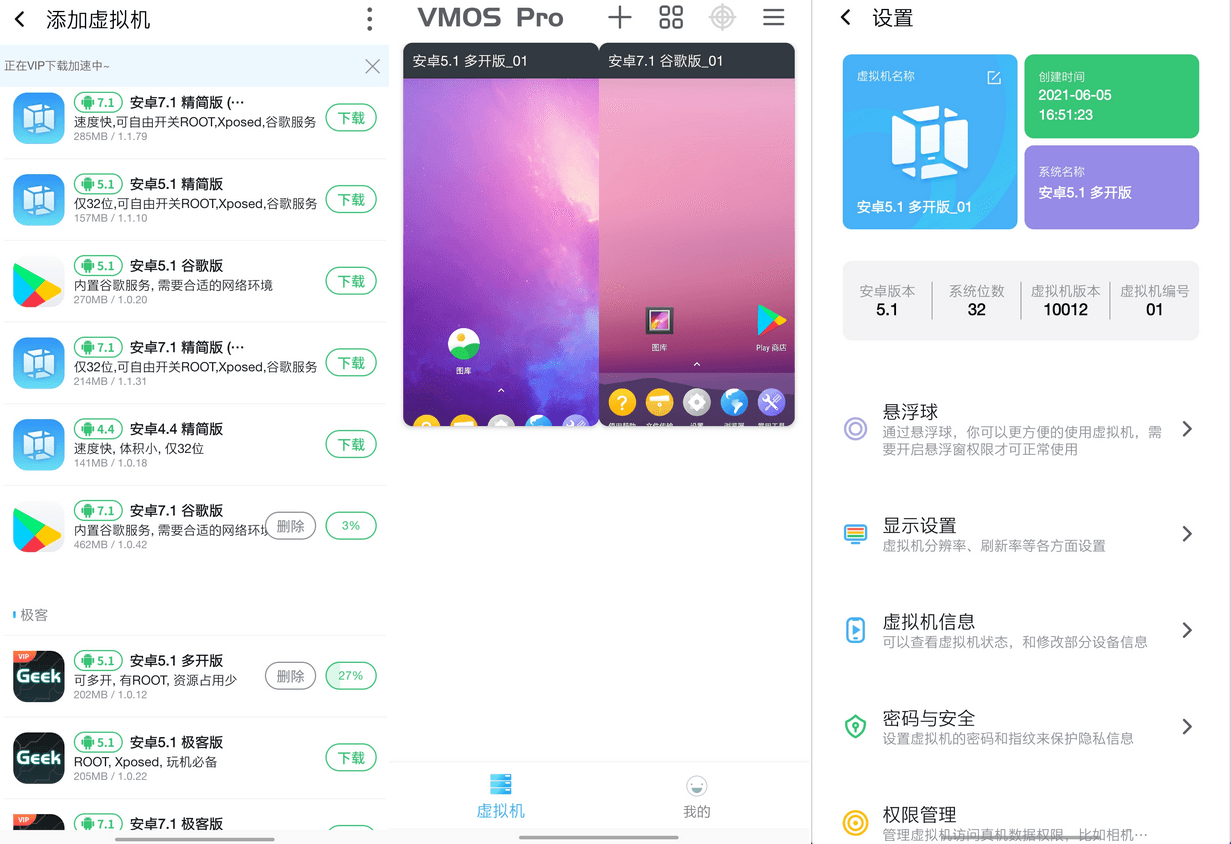 添加虚拟机
正在VIP下载加速中~
7.1 安卓7.1 精简版 (···
速度快,可自由开关ROOT,Xposed,谷歌服务
285MB / 1.1.79
下载
5.1 安卓5.1 精简版
仅32位,可自由开关ROOT,Xposed,谷歌服务
157MB / 1.1.10
下载
5.1 安卓5.1 谷歌版
内置谷歌服务, 需要合适的网络环境
270MB / 1.0.20
下载
7.1 安卓7.1 精简版 (···
仅32位,可自由开关ROOT,Xposed,谷歌服务
214MB / 1.1.31
下载
4.4 安卓4.4 精简版
速度快, 体积小, 仅32位
141MB / 1.0.18
下载
7.1 安卓7.1 谷歌版
内置谷歌服务, 需要合适的网络环
462MB / 1.0.42
删除
3%
极客
VIP
Geek
5.1 安卓5.1 多开版
可多开, 有ROOT, 资源占用少
202MB / 1.0.12
删除
27%
Geek
5.1 安卓5.1 极客版
ROOT, Xposed, 玩机必备
205MB / 1.0.22
下载
VIP
7.1 安卓7.1 极客版
VMOS Pro
安卓5.1 多开版_01
安卓7.1 谷歌版_01
图库
图库
Play 商店
虚拟机
我的
设置
虚拟机名称
安卓5.1 多开版_01
创建时间
2021-06-05
16:51:23
系统名称
安卓5.1 多开版
安卓版本
5.1
系统位数
32
虚拟机版本
10012
虚拟机编号
01
悬浮球
通过悬浮球，你可以更方便的使用虚拟机，需
要开启悬浮窗权限才可正常使用
显示设置
虚拟机分辨率、刷新率等各方面设置
虚拟机信息
可以查看虚拟机状态，和修改部分设备信息
密码与安全
设置虚拟机的密码和指纹来保护隐私信息
权限管理
管理虚拟机访问真机数据权限，比如相机···